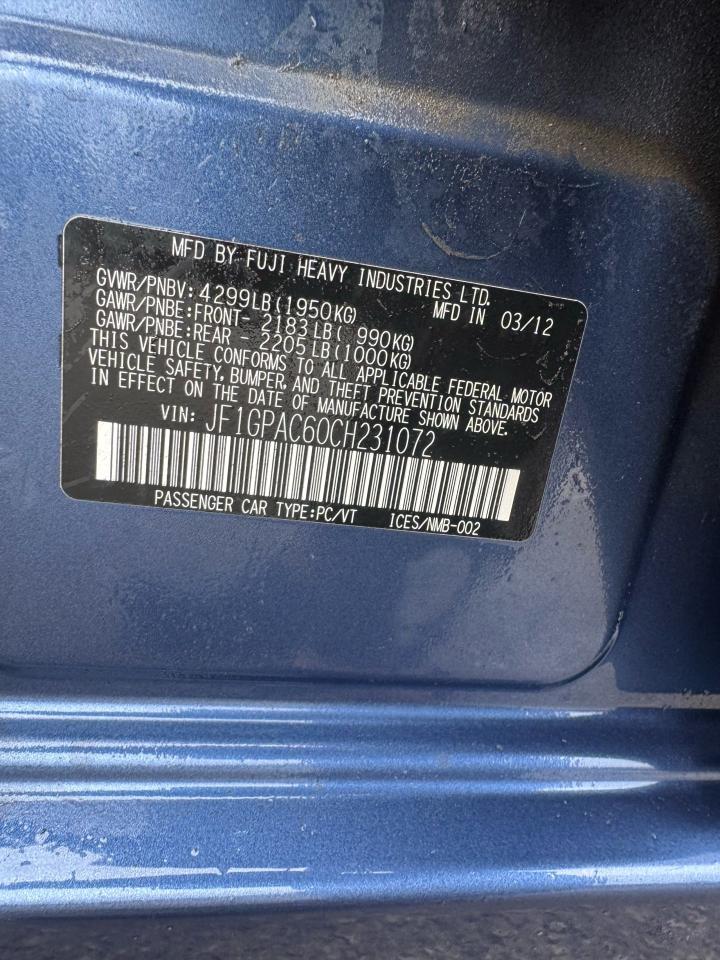 MFD BY FUJI HEAVY INDUSTRIES LTD.
GVWR/PNBV: 4299LB (1950KG) MFD IN 03/12
GAWR/PNBE:FRONT- 2183LB( 990KG)
GAWR/PNBE:REAR - 2205LB(1000KG)
THIS VEHICLE CONFORMS TO ALL APPLICABLE FEDERAL MOTOR
VEHICLE SAFETY, BUMPER, AND THEFT PREVENTION STANDARDS
IN EFFECT ON THE DATE OF MANUFACTURE SHOWN ABOVE.
VIN: JF1GPAC60CH231072
PASSENGER CAR TYPE:PC/VT ICES/NMB-002